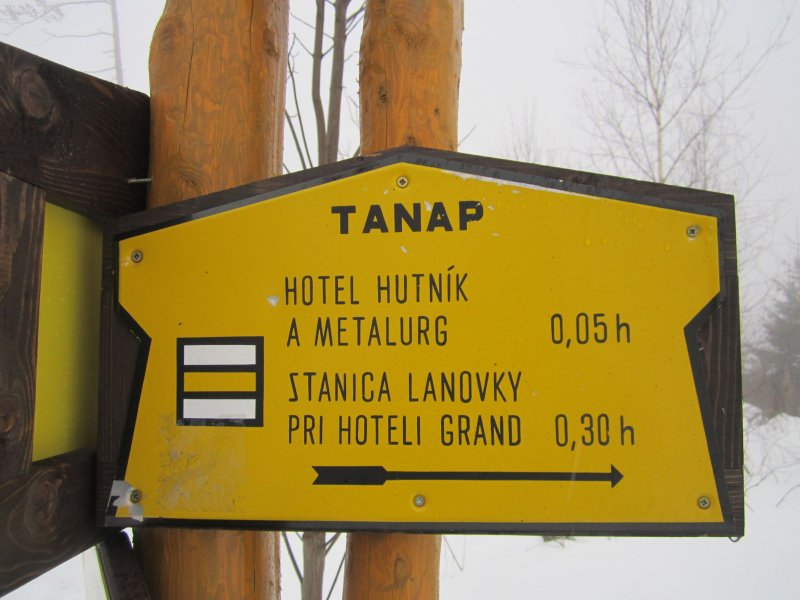 TANAP
HOTEL HUTNÍK
A METALURG 0,05 h
STANICA LANOVKY
PRI HOTELI GRAND 0,30 h